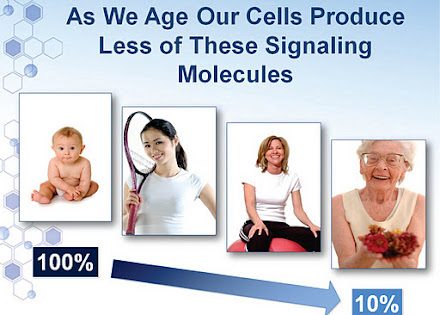 As We Age Our Cells Produce
Less of These Signaling
Molecules
100%
10%